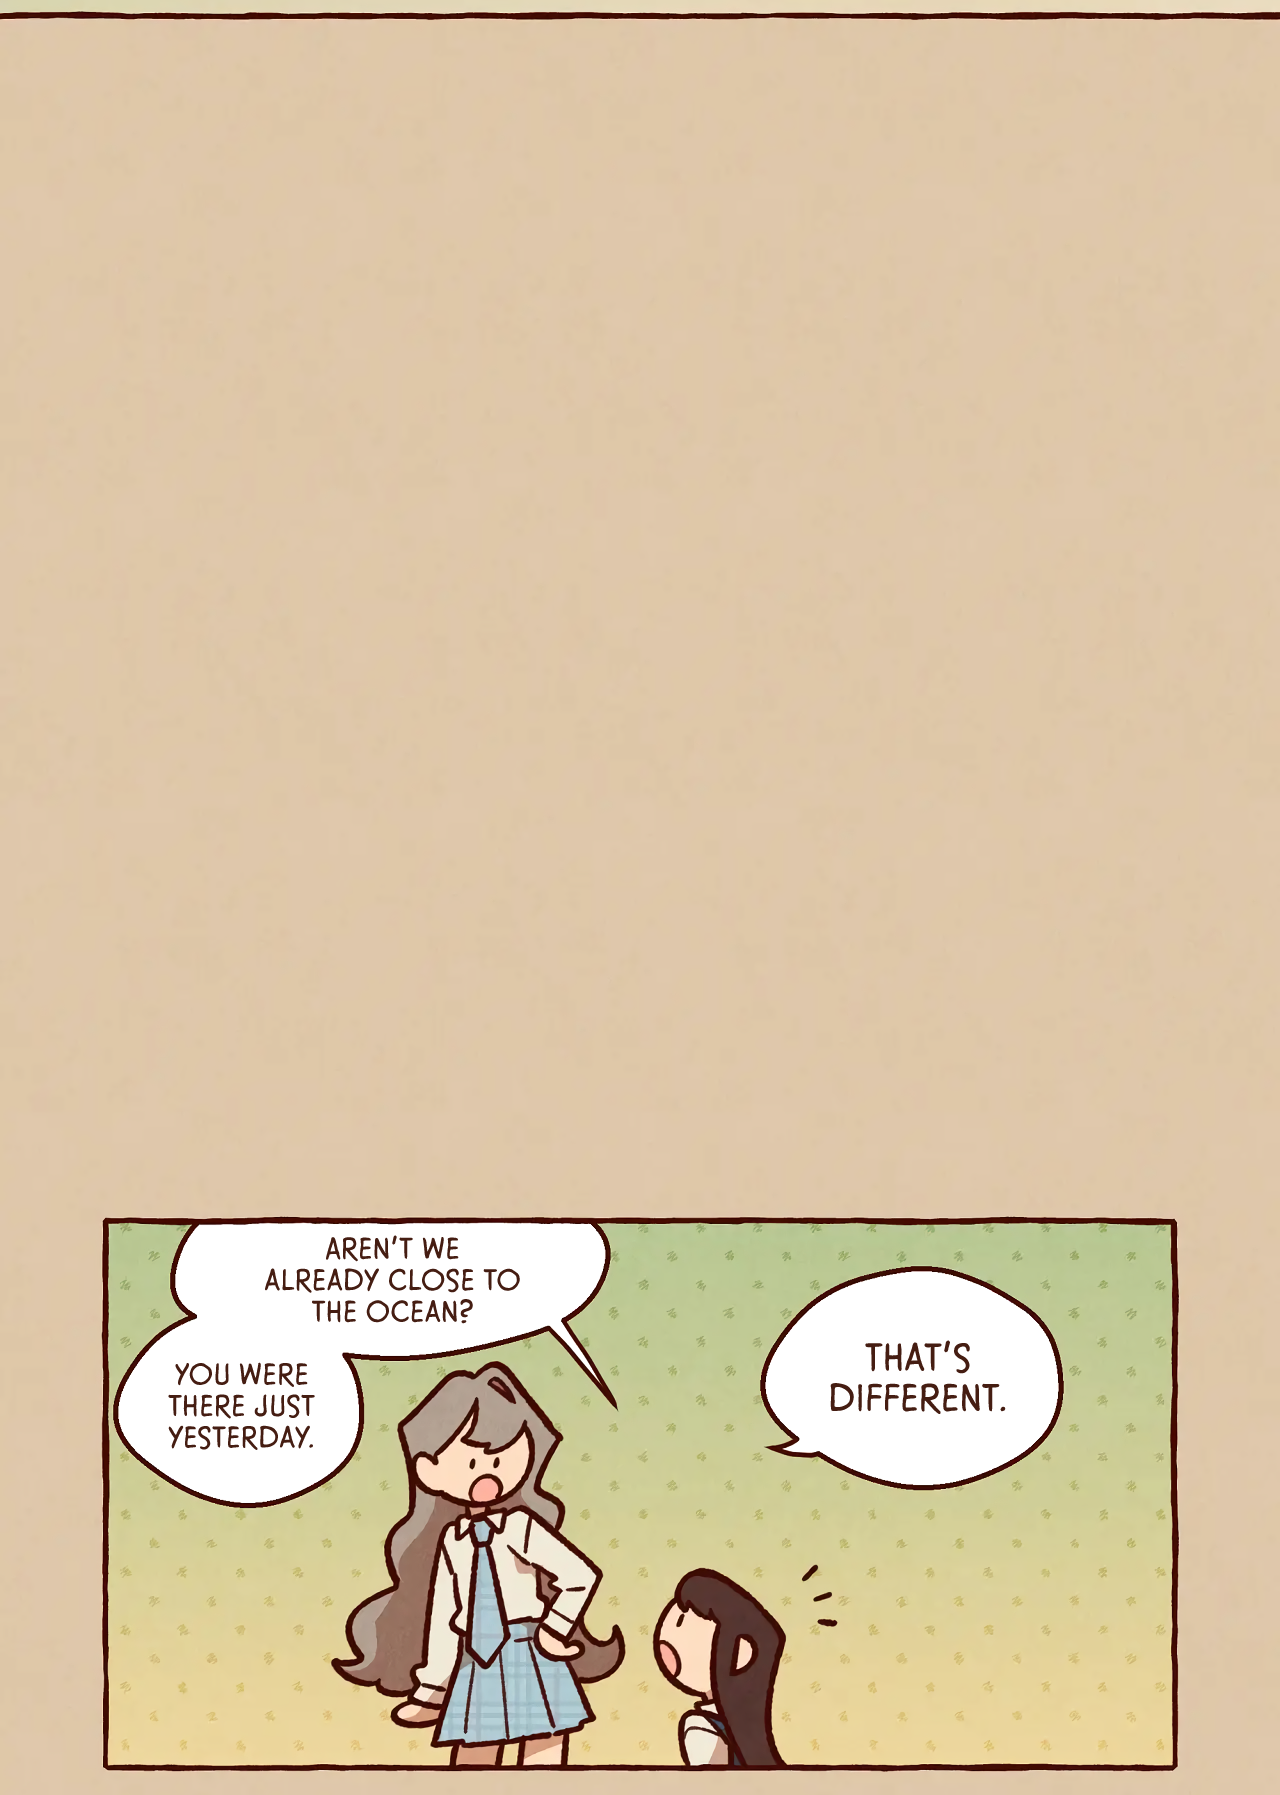 AREN'T WE
ALREADY CLOSE TO
THE OCEAN?
YOU WERE
THERE JUST
YESTERDAY.
THAT'S
DIFFERENT.